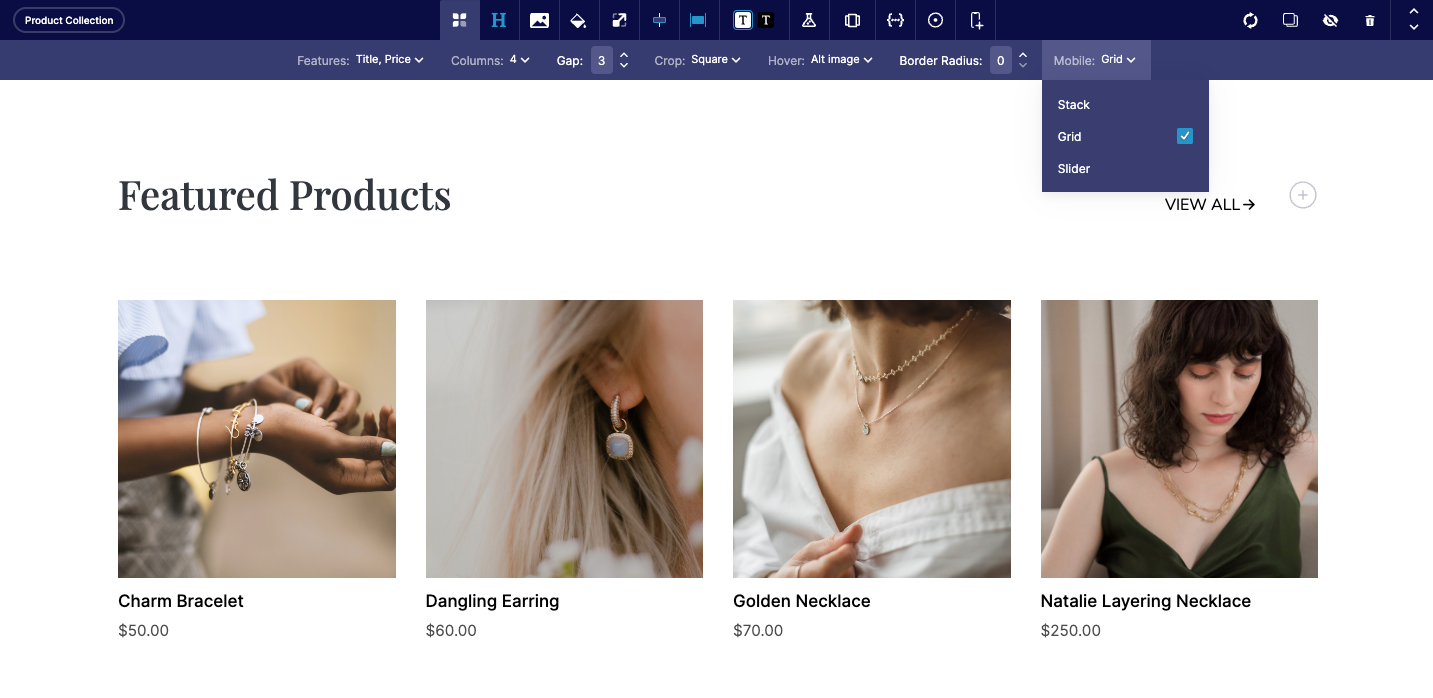 Product Collection
H
T T
Features: Title, Price Columns: 4 Gap: 3 Crop: Square Hover: Alt image Border Radius: 0 Mobile: Grid
Stack
Grid
Slider
Featured Products
VIEW ALL→
Charm Bracelet
$50.00
Dangling Earring
$60.00
Golden Necklace
$70.00
Natalie Layering Necklace
$250.00